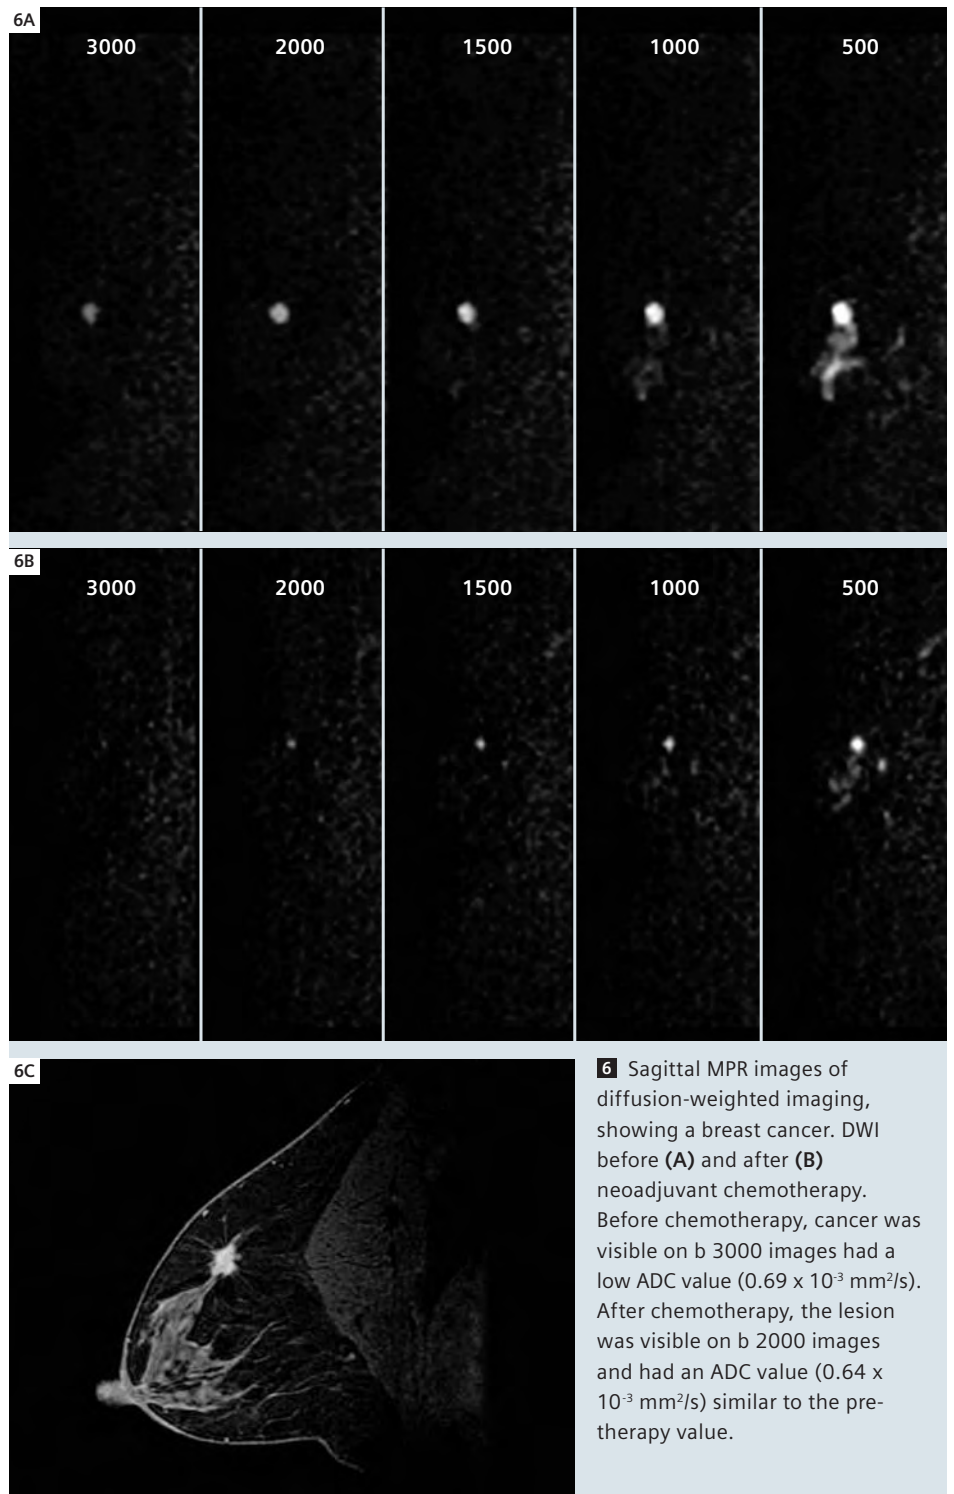 6A
3000 2000 1500 1000 500
6B
3000 2000 1500 1000 500
6C
6 Sagittal MPR images of
diffusion-weighted imaging,
showing a breast cancer. DWI
before (A) and after (B)
neoadjuvant chemotherapy.
Before chemotherapy, cancer was
visible on b 3000 images had a
low ADC value (0.69 x 10⁻³ mm²/s).
After chemotherapy, the lesion
was visible on b 2000 images
and had an ADC value (0.64 x
10⁻³ mm²/s) similar to the pre-
therapy value.